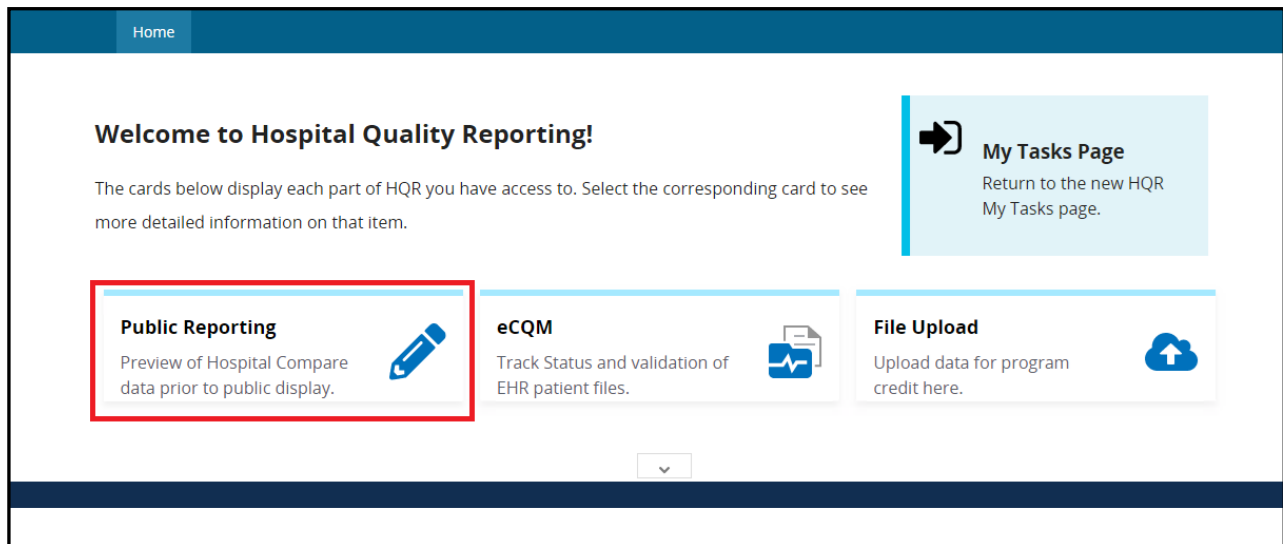 Home
Welcome to Hospital Quality Reporting!
The cards below display each part of HQR you have access to. Select the corresponding card to see
more detailed information on that item.
My Tasks Page
Return to the new HQR
My Tasks page.
Public Reporting
Preview of Hospital Compare
data prior to public display.
eCQM
Track Status and validation of
EHR patient files.
File Upload
Upload data for program
credit here.